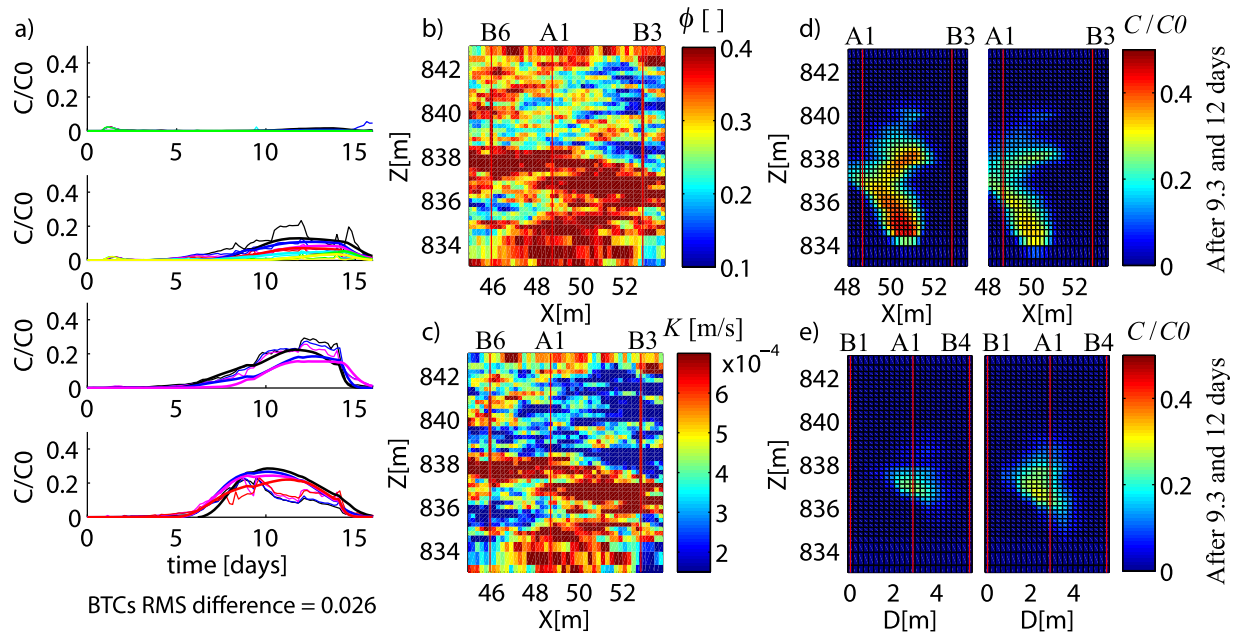 a)
C/C0
0.4
0.2
0
0 5 10 15
C/C0
0.4
0.2
0
0 5 10 15
C/C0
0.4
0.2
0
0 5 10 15
C/C0
0.4
0.2
0
0 5 10 15
time [days]
BTCs RMS difference = 0.026
b)
B6 A1 B3
ϕ [ ]
Z[m]
842
840
838
836
834
46 48 50 52
X[m]
0.4
0.3
0.2
0.1
c)
B6 A1 B3
K [m/s]
x10⁻⁴
Z[m]
842
840
838
836
834
46 48 50 52
X[m]
6
5
4
3
2
d)
A1 B3 A1 B3
C / C0
Z[m]
842
840
838
836
834
48 50 52 48 50 52
X[m] X[m]
0.4
0.2
0
After 9.3 and 12 days
e)
B1 A1 B4 B1 A1 B4
C / C0
Z[m]
842
840
838
836
834
0 2 4 0 2 4
D[m] D[m]
0.4
0.2
0
After 9.3 and 12 days